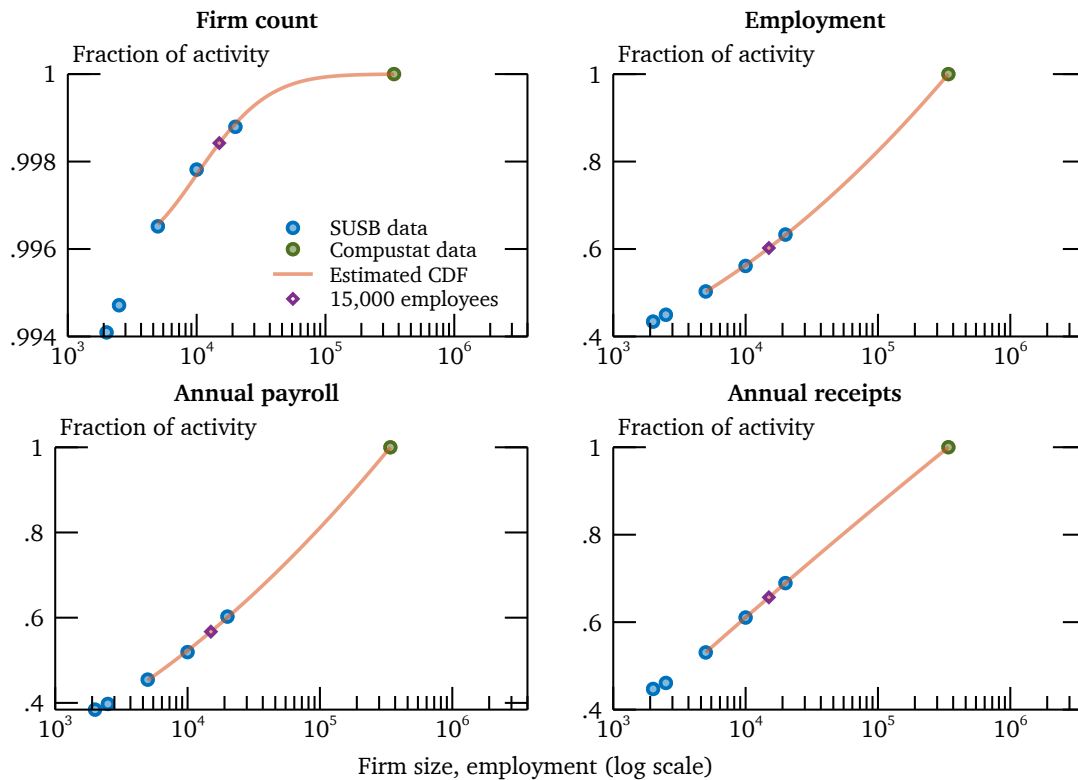 Firm count
Fraction of activity
1
.998
.996
.994
10³ 10⁴ 10⁵ 10⁶
SUSB data
Compustat data
Estimated CDF
15,000 employees
Employment
Fraction of activity
1
.8
.6
.4
10³ 10⁴ 10⁵ 10⁶
Annual payroll
Fraction of activity
1
.8
.6
.4
10³ 10⁴ 10⁵ 10⁶
Annual receipts
Fraction of activity
1
.8
.6
.4
10³ 10⁴ 10⁵ 10⁶
Firm size, employment (log scale)